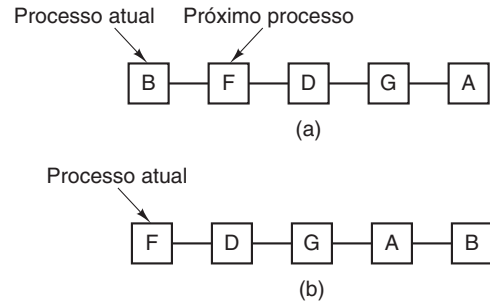 Processo atual Próximo processo
B F D G A
(a)
Processo atual
F D G A B
(b)